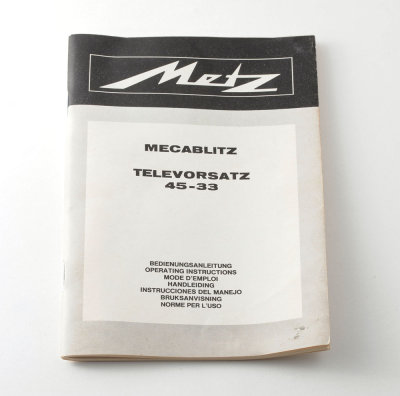 Metz
MECABLITZ
TELEVORSATZ
45-33
BEDIENUNGSANLEITUNG
OPERATING INSTRUCTIONS
MODE D'EMPLOI
HANDLEIDING
INSTRUCCIONES DEL MANEJO
BRUKSANVISNING
NORME PER L'USO